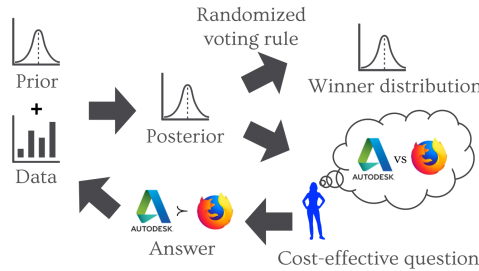 Randomized
voting rule
Prior
+
Data
Posterior
Winner distribution
AUTODESK vs
AUTODESK ≻
Answer
Cost-effective question